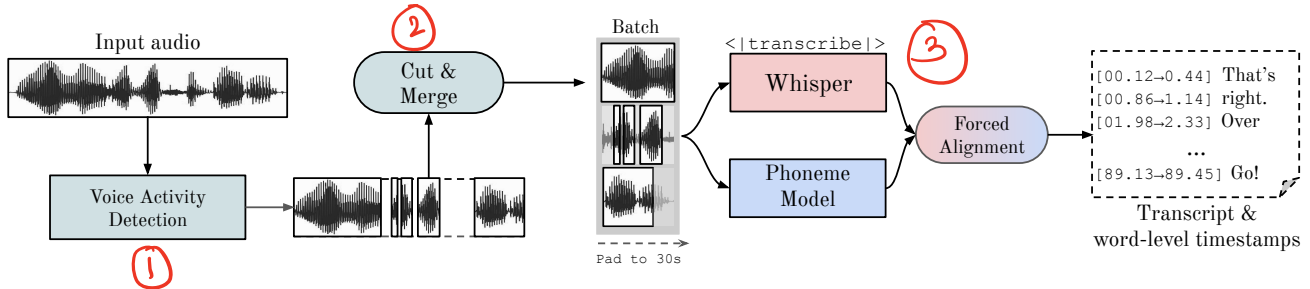 Input audio
Voice Activity
Detection
1
2
Cut &
Merge
Batch
Pad to 30s
<|transcribe|>
Whisper
Phoneme
Model
3
Forced
Alignment
[00.12→0.44] That's
[00.86→1.14] right.
[01.98→2.33] Over
...
[89.13→89.45] Go!
Transcript &
word-level timestamps